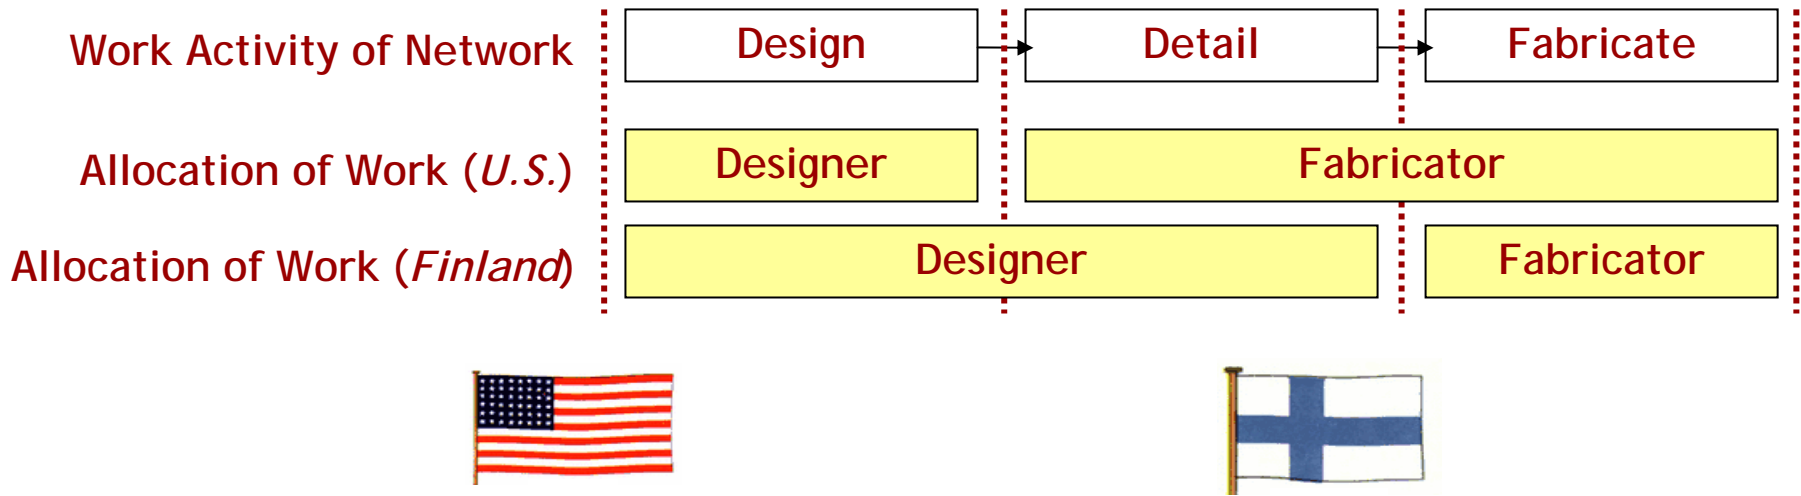 Work Activity of Network Design Detail Fabricate
Allocation of Work (U.S.) Designer Fabricator
Allocation of Work (Finland) Designer Fabricator